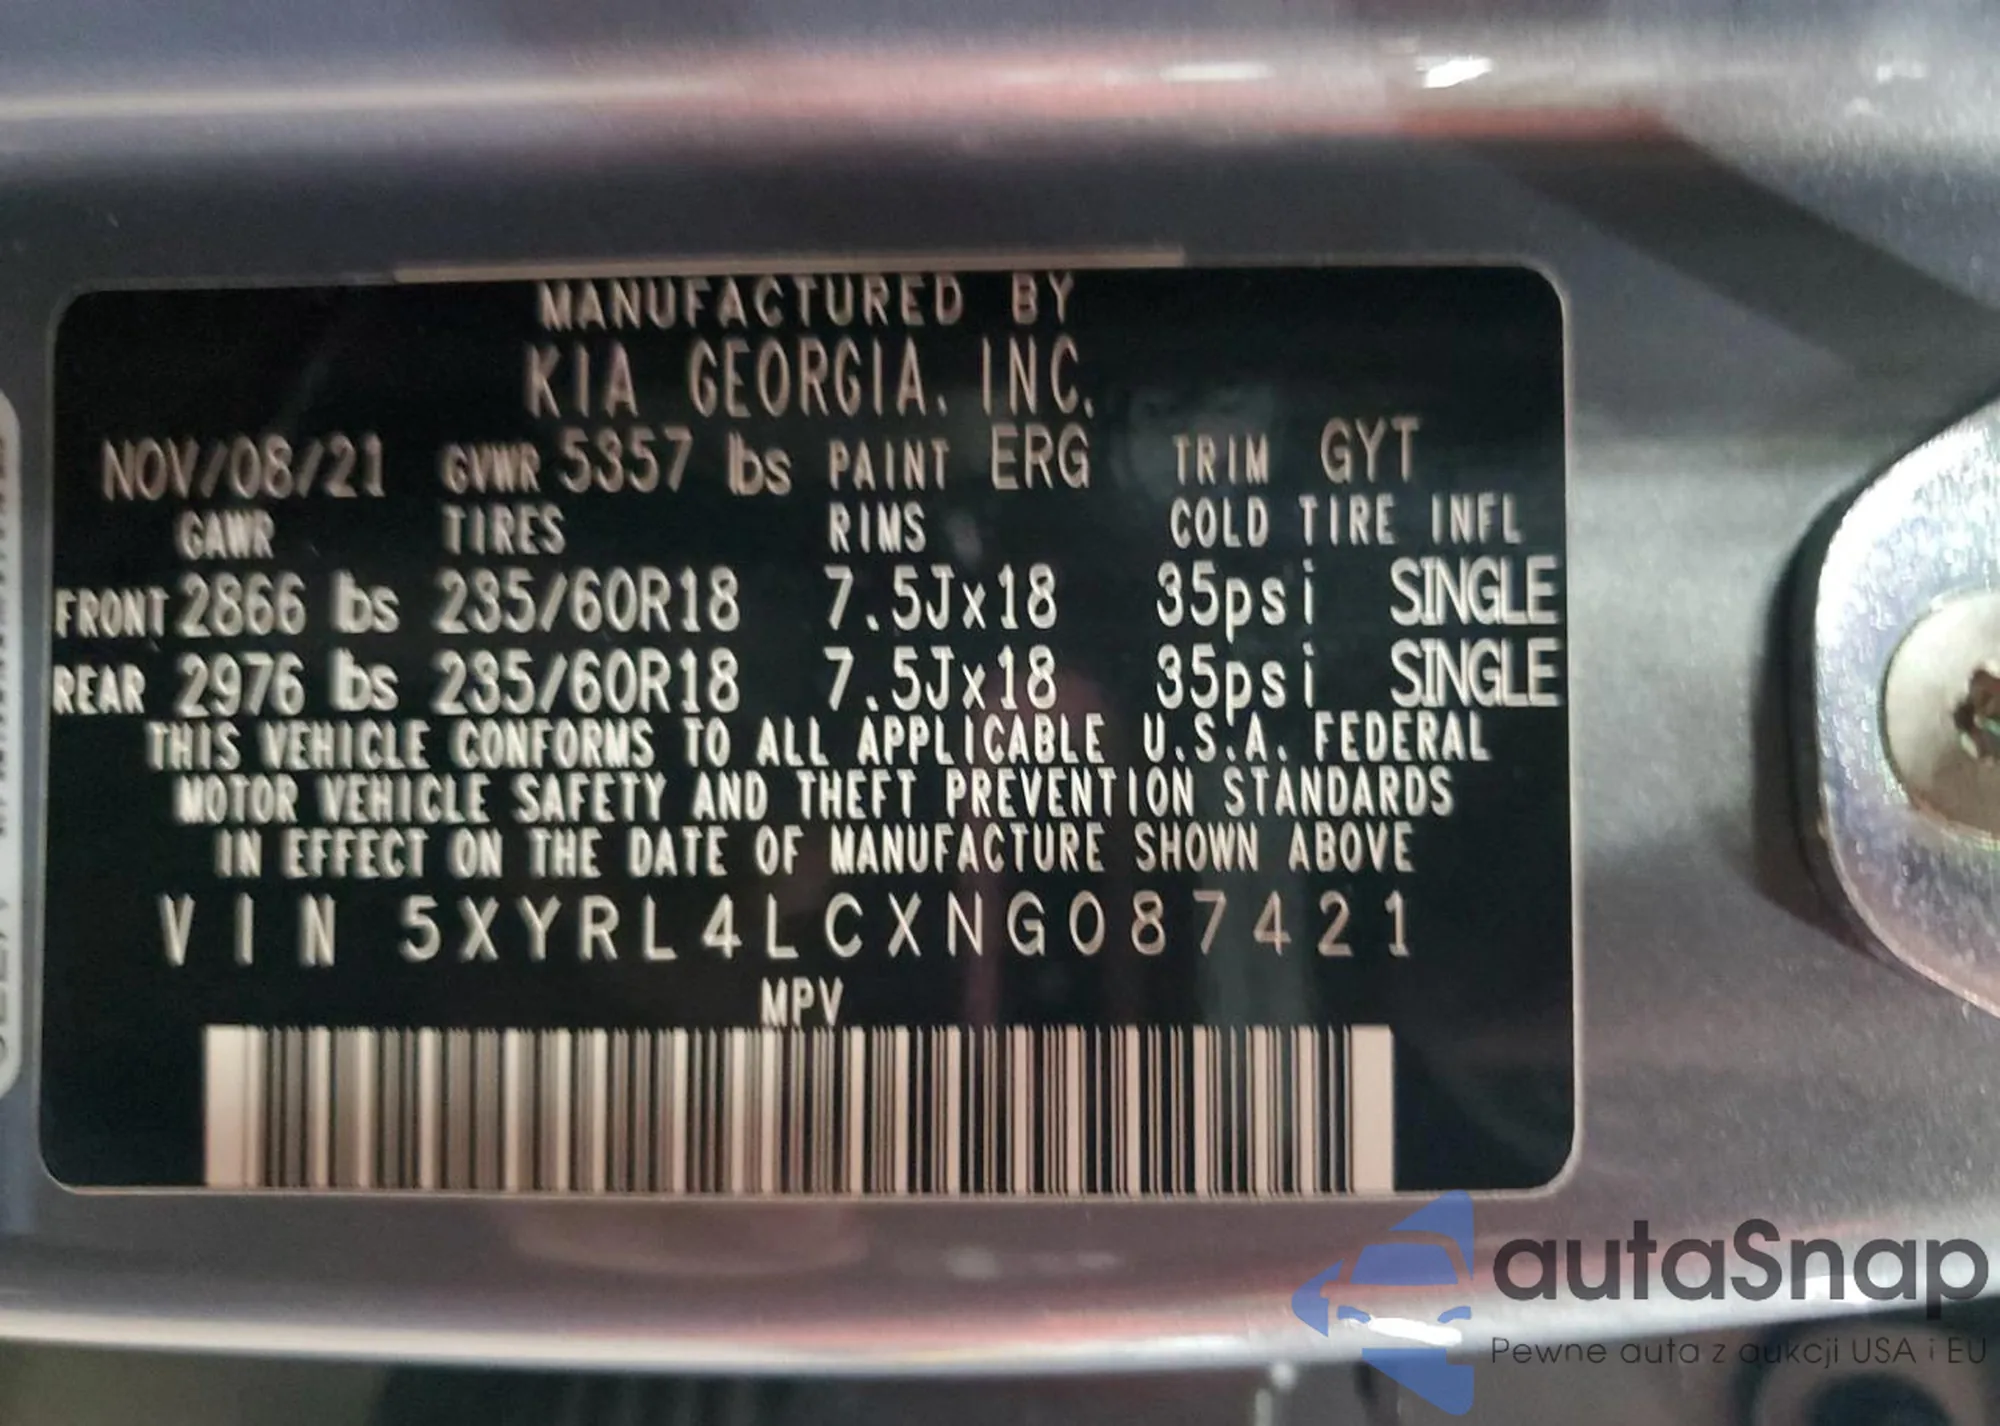 MANUFACTURED BY
KIA GEORGIA, INC.
NOV/08/21 GVWR 5357 lbs PAINT ERG TRIM GYT
GAWR TIRES RIMS COLD TIRE INFL
FRONT 2866 lbs 235/60R18 7.5Jx18 35psi SINGLE
REAR 2976 lbs 235/60R18 7.5Jx18 35psi SINGLE
THIS VEHICLE CONFORMS TO ALL APPLICABLE U.S.A. FEDERAL
MOTOR VEHICLE SAFETY AND THEFT PREVENTION STANDARDS
IN EFFECT ON THE DATE OF MANUFACTURE SHOWN ABOVE
VIN 5XYRL4LCXNG087421
MPV
autaSnap
Pewne auta z aukcji USA i EU